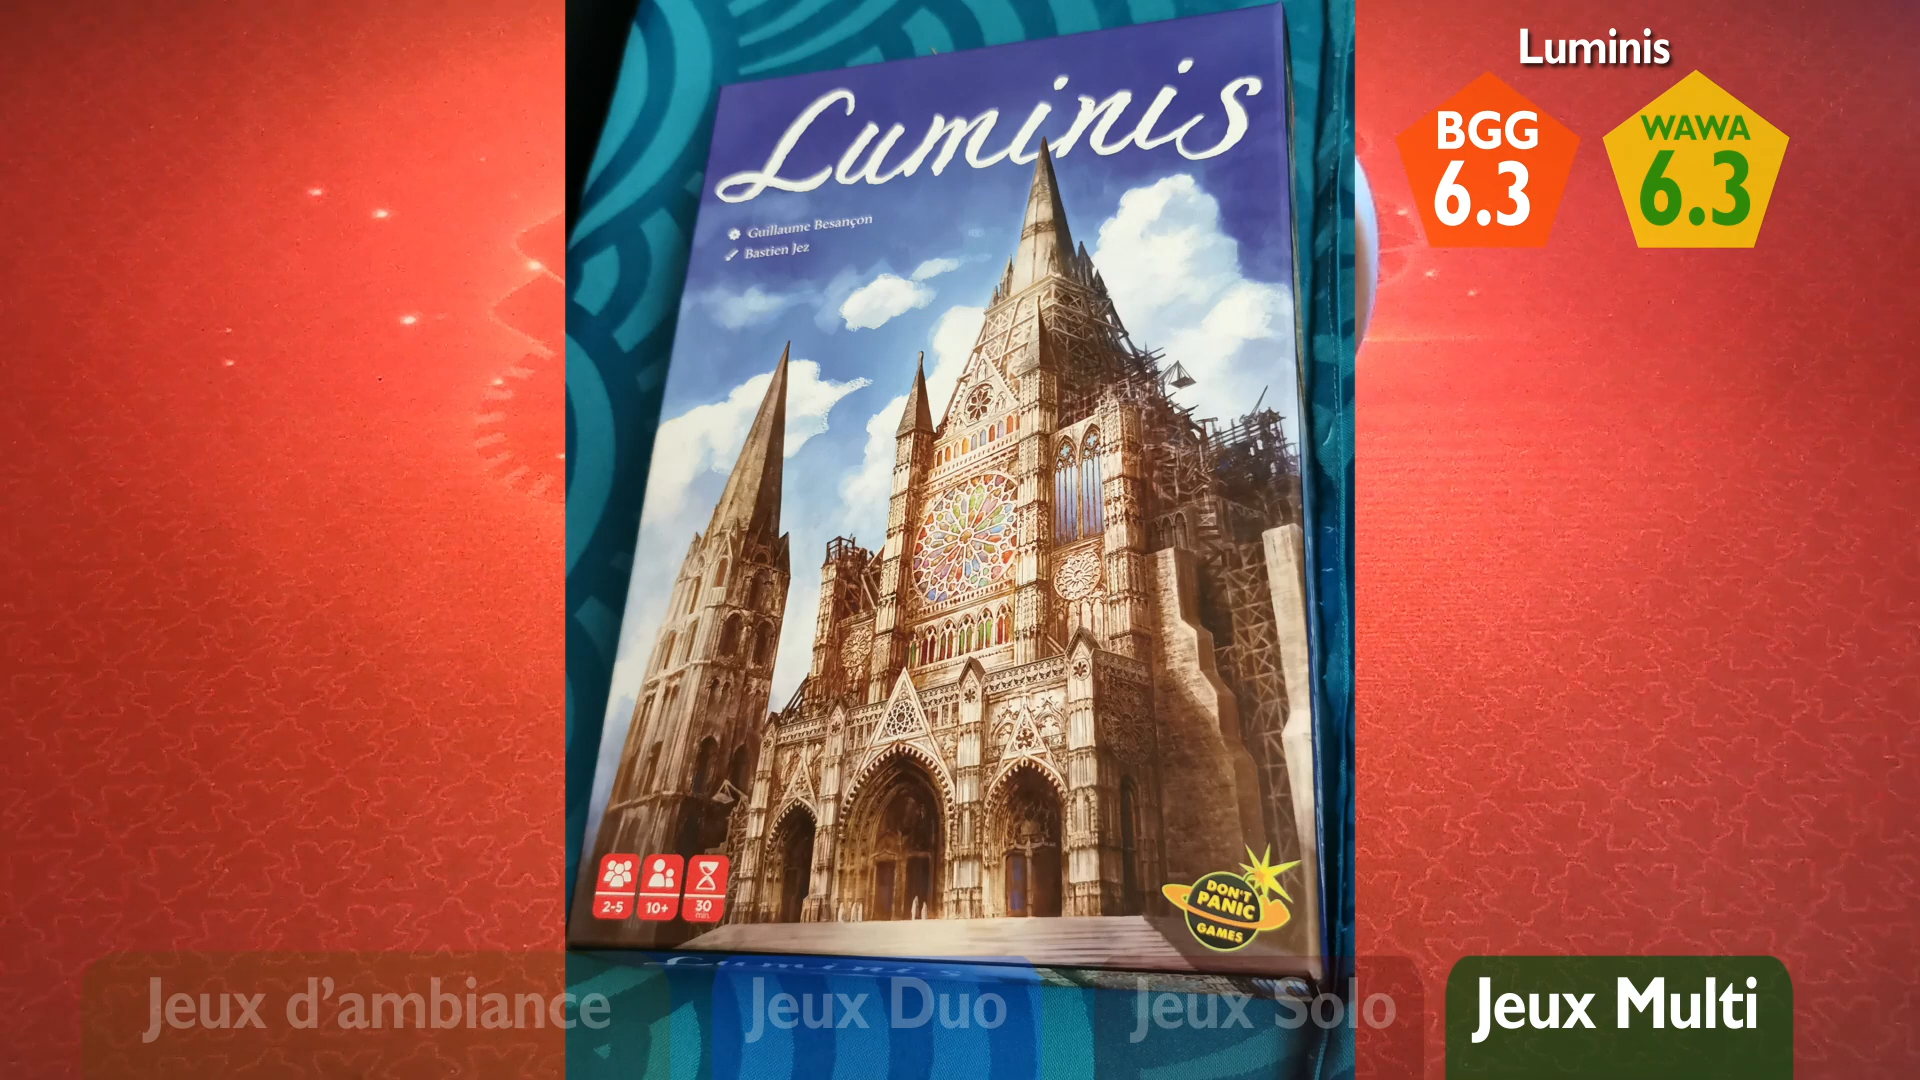 Luminis
BGG
6.3
WAWA
6.3
Luminis
Guillaume Besançon
Bastien Jez
2-5
10+
30
min.
DON'T
PANIC
GAMES
Luminis
Jeux d'ambiance
Jeux Duo
Jeux Solo
Jeux Multi